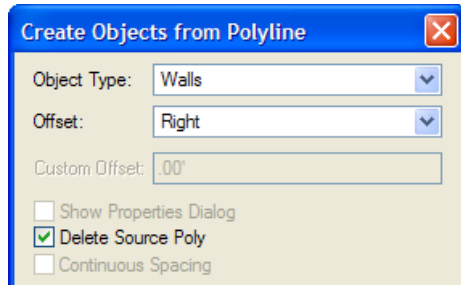 Create Objects from Polyline
Object Type: Walls
Offset: Right
Custom Offset: .00'
Show Properties Dialog
Delete Source Poly
Continuous Spacing